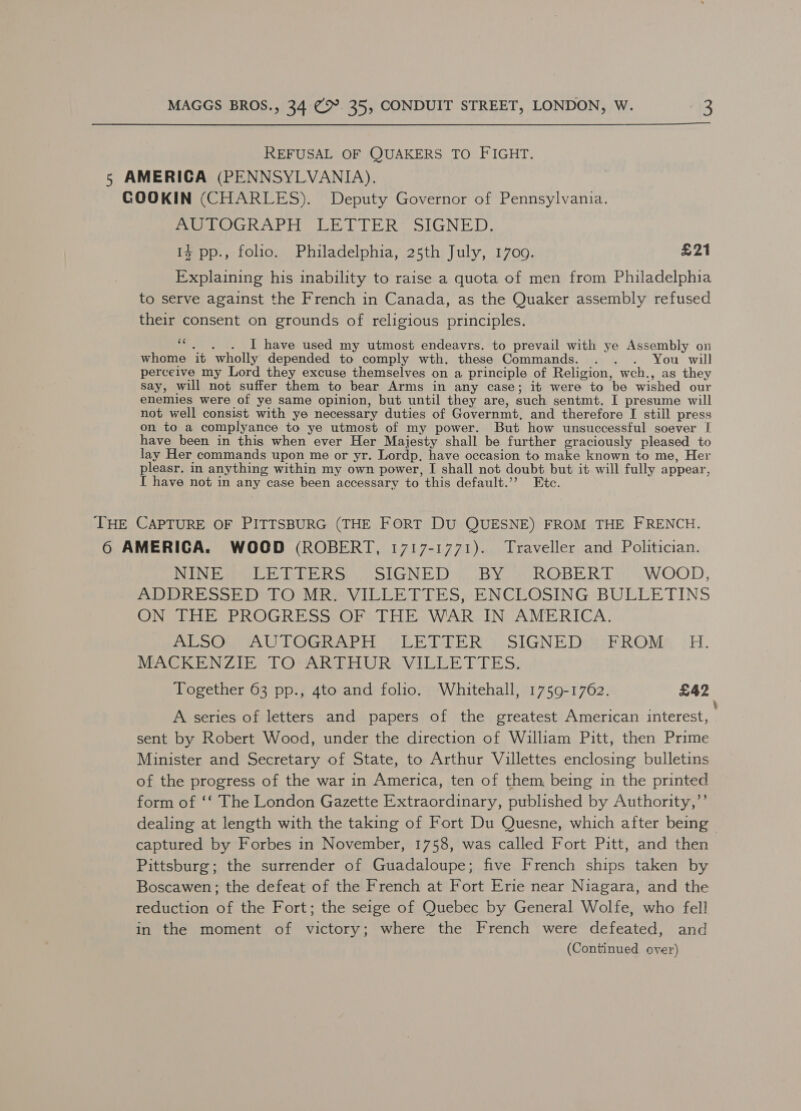 MAGGS BROS., 34 & 35, CONDUIT STREET, LONDON, W. 3
REFUSAL OF QUAKERS TO FIGHT.
5 AMERICA (PENNSYLVANIA).
GOOKIN (CHARLES). Deputy Governor of Pennsylvania.
AUTOGRAPH LETTER SIGNED.
1½ pp., folio. Philadelphia, 25th July, 1709. £21
Explaining his inability to raise a quota of men from Philadelphia
to serve against the French in Canada, as the Quaker assembly refused
their consent on grounds of religious principles.
“. . . I have used my utmost endeavrs. to prevail with ye Assembly on
whome it wholly depended to comply wth. these Commands. . . . You will
perceive my Lord they excuse themselves on a principle of Religion, wch., as they
say, will not suffer them to bear Arms in any case; it were to be wished our
enemies were of ye same opinion, but until they are, such sentmt. I presume will
not well consist with ye necessary duties of Governmt. and therefore I still press
on to a complyance to ye utmost of my power. But how unsuccessful soever I
have been in this when ever Her Majesty shall be further graciously pleased to
lay Her commands upon me or yr. Lordp. have occasion to make known to me, Her
pleasr. in anything within my own power, I shall not doubt but it will fully appear,
I have not in any case been accessary to this default.’’ Etc.
THE CAPTURE OF PITTSBURG (THE FORT DU QUESNE) FROM THE FRENCH.
6 AMERICA. WOOD (ROBERT, 1717-1771). Traveller and Politician.
NINE LETTERS SIGNED BY ROBERT WOOD,
ADDRESSED TO MR. VILLETTES, ENCLOSING BULLETINS
ON THE PROGRESS OF THE WAR IN AMERICA.
ALSO AUTOGRAPH LETTER SIGNED FROM H.
MACKENZIE TO ARTHUR VILLETTES.
Together 63 pp., 4to and folio. Whitehall, 1759-1762. £42
A series of letters and papers of the greatest American interest,
sent by Robert Wood, under the direction of William Pitt, then Prime
Minister and Secretary of State, to Arthur Villettes enclosing bulletins
of the progress of the war in America, ten of them being in the printed
form of ‘‘ The London Gazette Extraordinary, published by Authority,’’
dealing at length with the taking of Fort Du Quesne, which after being
captured by Forbes in November, 1758, was called Fort Pitt, and then
Pittsburg; the surrender of Guadaloupe; five French ships taken by
Boscawen; the defeat of the French at Fort Erie near Niagara, and the
reduction of the Fort; the seige of Quebec by General Wolfe, who fell
in the moment of victory; where the French were defeated, and
(Continued over)